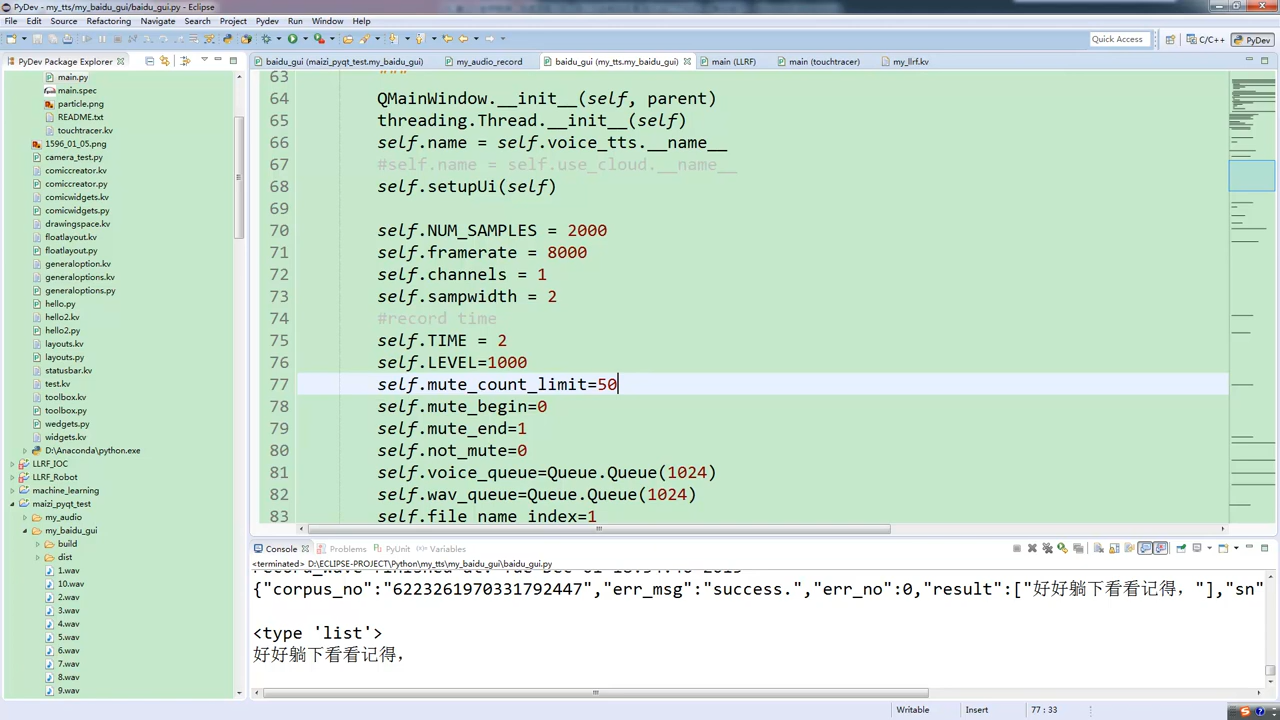 PyDev - my_tts/my_baidu_gui/baidu_gui.py - Eclipse
File Edit Source Refactoring Navigate Search Project Pydev Run Window Help
Quick Access
C/C++
PyDev
PyDev Package Explorer
baidu_gui (maizi_pyqt_test.my_baidu_gui)
my_audio_record
baidu_gui (my_tts.my_baidu_gui)
main (LLRF)
main (touchtracer)
my_llrf.kv
main.py
main.spec
particle.png
README.txt
touchtracer.kv
1596_01_05.png
camera_test.py
comiccreator.kv
comiccreator.py
comicwidgets.kv
comicwidgets.py
drawingspace.kv
floatlayout.kv
floatlayout.py
generaloption.kv
generaloptions.kv
generaloptions.py
hello.py
hello2.kv
hello2.py
layouts.kv
layouts.py
statusbar.kv
test.kv
toolbox.kv
toolbox.py
wedgets.py
widgets.kv
D:\Anaconda\python.exe
LLRF_IOC
LLRF_Robot
machine_learning
maizi_pyqt_test
my_audio
my_baidu_gui
build
dist
1.wav
10.wav
2.wav
3.wav
4.wav
5.wav
6.wav
7.wav
8.wav
9.wav
63
64 QMainWindow.__init__(self, parent)
65 threading.Thread.__init__(self)
66 self.name = self.voice_tts.__name__
67 #self.name = self.use_cloud.__name__
68 self.setupUi(self)
69
70 self.NUM_SAMPLES = 2000
71 self.framerate = 8000
72 self.channels = 1
73 self.sampwidth = 2
74 #record time
75 self.TIME = 2
76 self.LEVEL=1000
77 self.mute_count_limit=50
78 self.mute_begin=0
79 self.mute_end=1
80 self.not_mute=0
81 self.voice_queue=Queue.Queue(1024)
82 self.wav_queue=Queue.Queue(1024)
83 self.file_name_index=1
Console Problems PyUnit Variables
<terminated> D:\ECLIPSE-PROJECT\Python\my_tts\my_baidu_gui\baidu_gui.py
{"corpus_no":"6223261970331792447","err_msg":"success.","err_no":0,"result":["好好躺下看看记得，"],"sn"
<type 'list'>
好好躺下看看记得，
Writable Insert 77 : 33